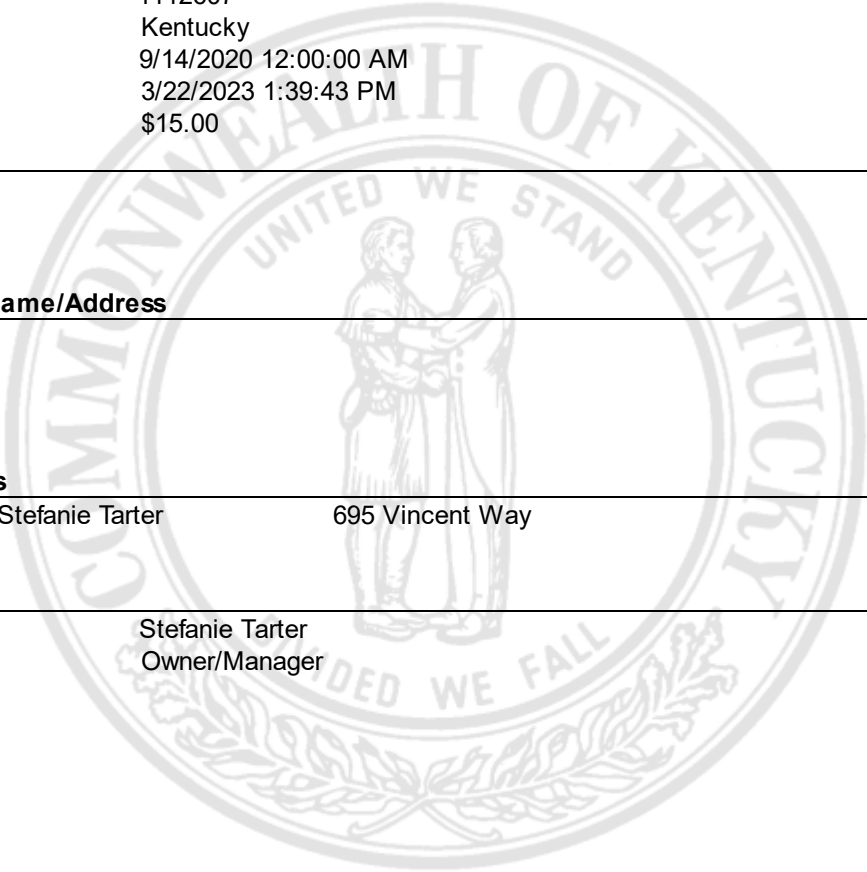 Kentucky
9/14/2020 12:00:00 AM
3/22/2023 1:39:43 PM
$15.00
COMMONWEALTH OF KENTUCKY
UNITED WE STAND
ame/Address
s
Stefanie Tarter 695 Vincent Way
Stefanie Tarter
Owner/Manager
DIVIDED WE FALL